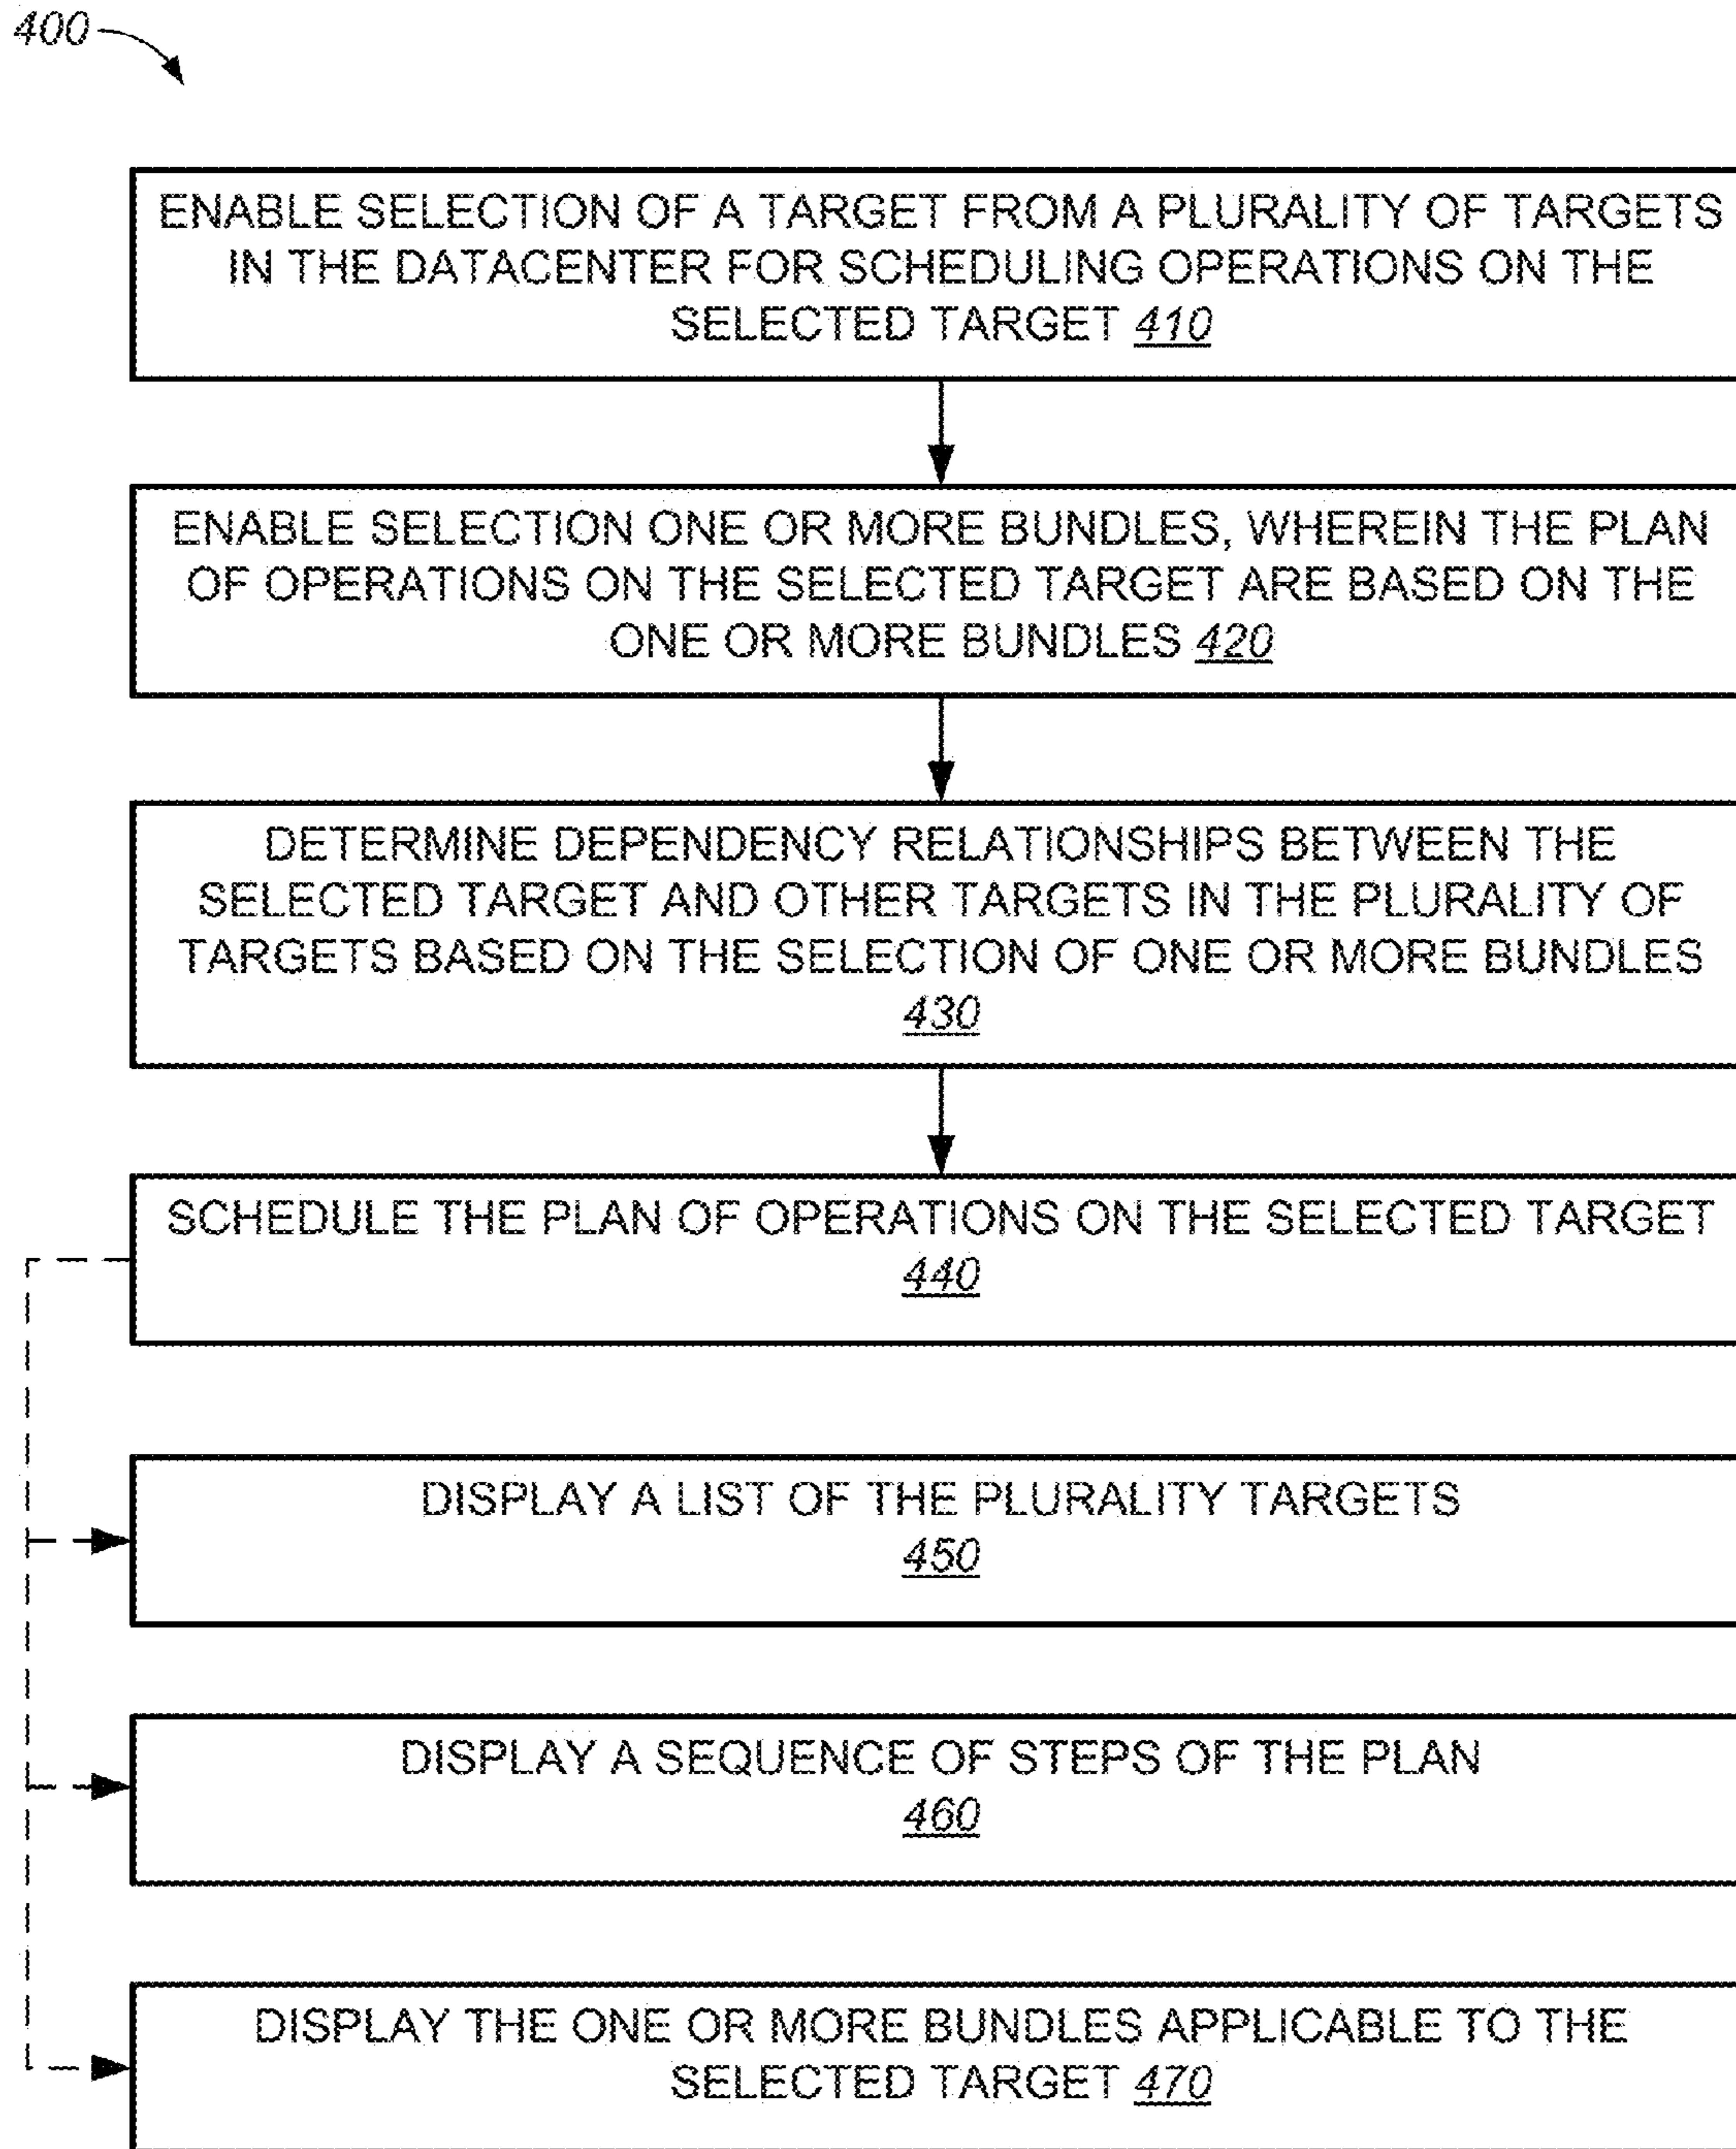 400
ENABLE SELECTION OF A TARGET FROM A PLURALITY OF TARGETS
IN THE DATACENTER FOR SCHEDULING OPERATIONS ON THE
SELECTED TARGET 410
ENABLE SELECTION ONE OR MORE BUNDLES, WHEREIN THE PLAN
OF OPERATIONS ON THE SELECTED TARGET ARE BASED ON THE
ONE OR MORE BUNDLES 420
DETERMINE DEPENDENCY RELATIONSHIPS BETWEEN THE
SELECTED TARGET AND OTHER TARGETS IN THE PLURALITY OF
TARGETS BASED ON THE SELECTION OF ONE OR MORE BUNDLES
430
SCHEDULE THE PLAN OF OPERATIONS ON THE SELECTED TARGET
440
DISPLAY A LIST OF THE PLURALITY TARGETS
450
DISPLAY A SEQUENCE OF STEPS OF THE PLAN
460
DISPLAY THE ONE OR MORE BUNDLES APPLICABLE TO THE
SELECTED TARGET 470